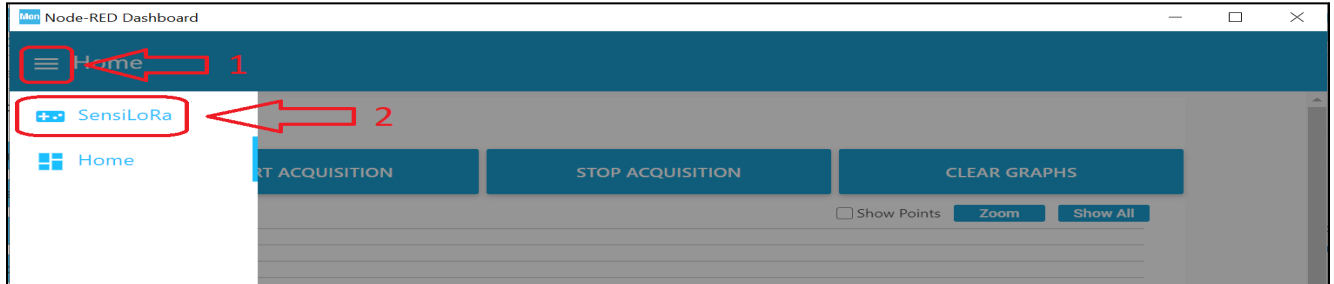 Mon Node-RED Dashboard
Home 1
SensiLoRa 2
Home
RT ACQUISITION STOP ACQUISITION CLEAR GRAPHS
Show Points Zoom Show All